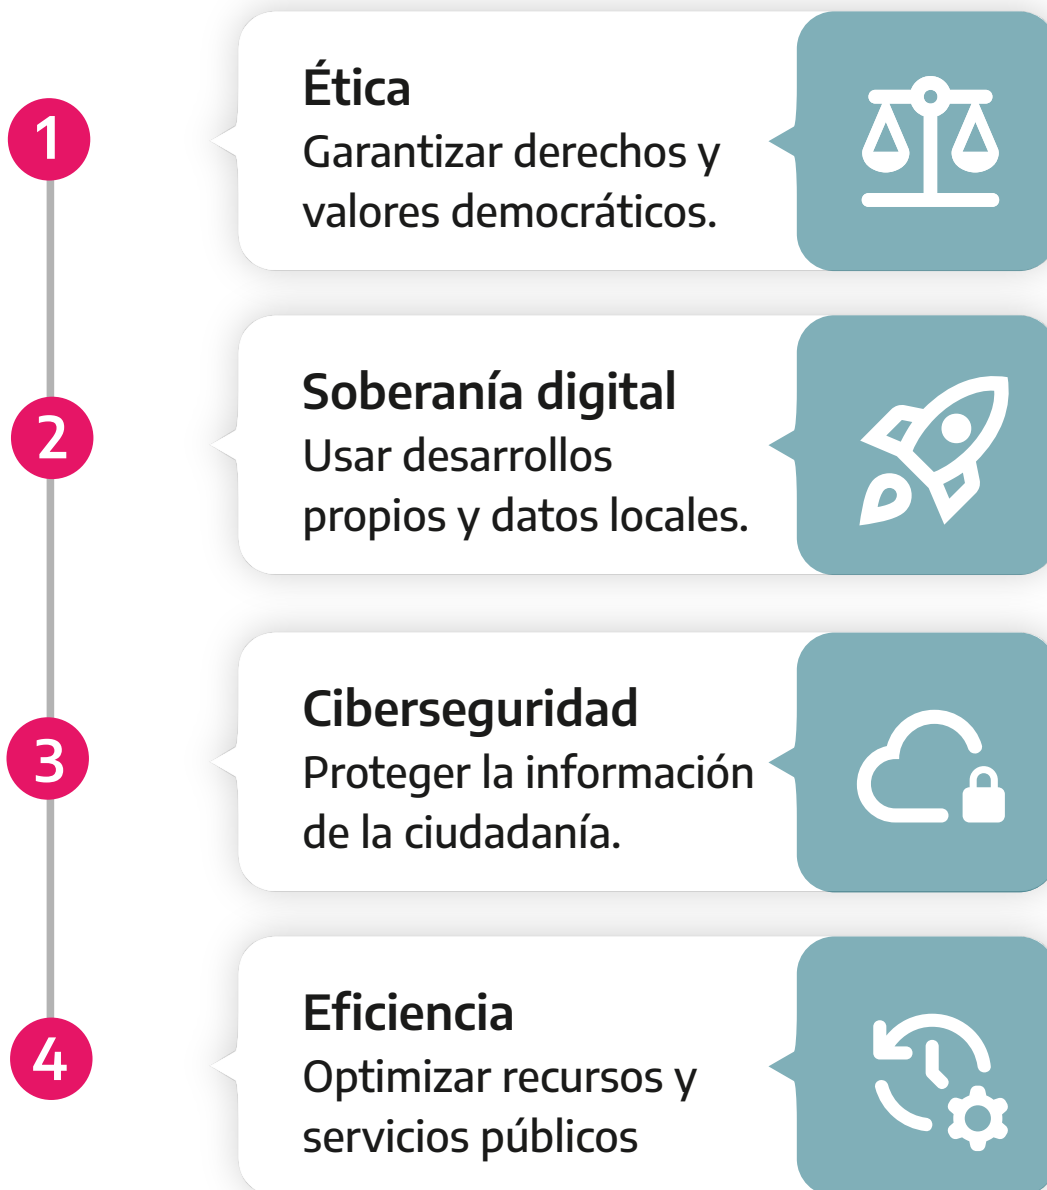 1
Ética
Garantizar derechos y
valores democráticos.
2
Soberanía digital
Usar desarrollos
propios y datos locales.
3
Ciberseguridad
Proteger la información
de la ciudadanía.
4
Eficiencia
Optimizar recursos y
servicios públicos